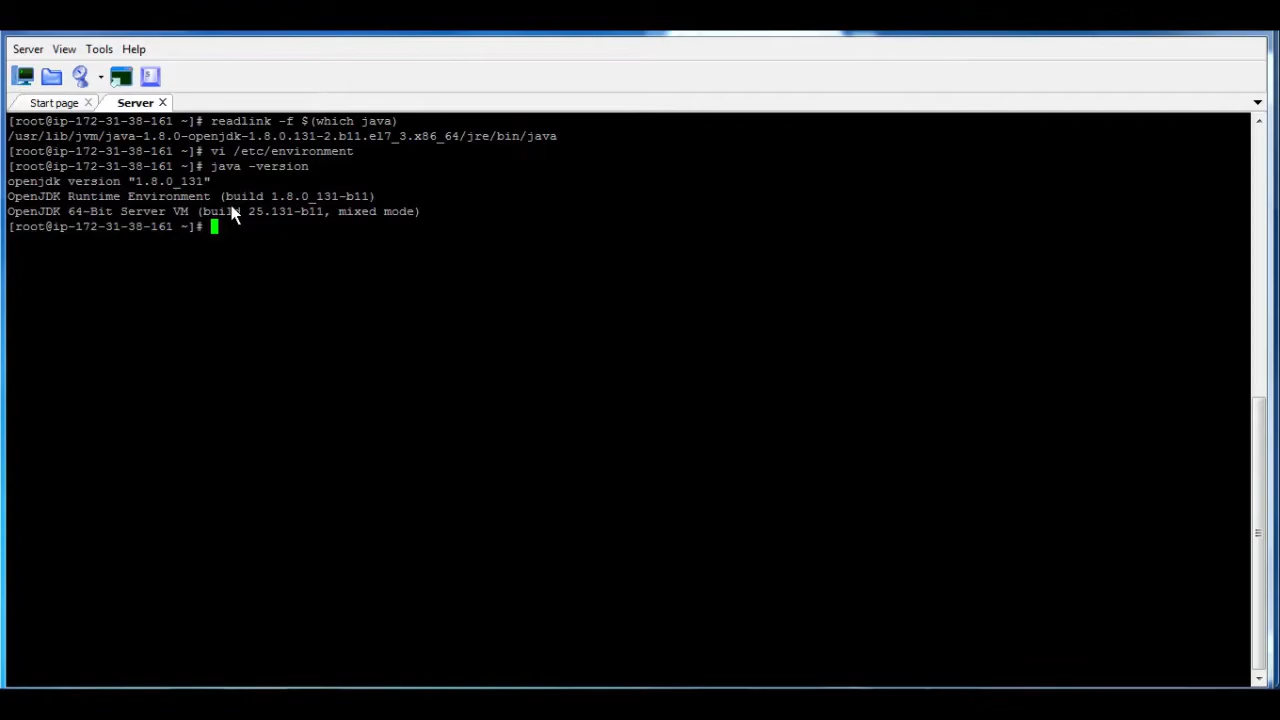 Server View Tools Help
Start page Server
[root@ip-172-31-38-161 ~]# readlink -f $(which java)
/usr/lib/jvm/java-1.8.0-openjdk-1.8.0.131-2.b11.el7_3.x86_64/jre/bin/java
[root@ip-172-31-38-161 ~]# vi /etc/environment
[root@ip-172-31-38-161 ~]# java -version
openjdk version "1.8.0_131"
OpenJDK Runtime Environment (build 1.8.0_131-b11)
OpenJDK 64-Bit Server VM (build 25.131-b11, mixed mode)
[root@ip-172-31-38-161 ~]#